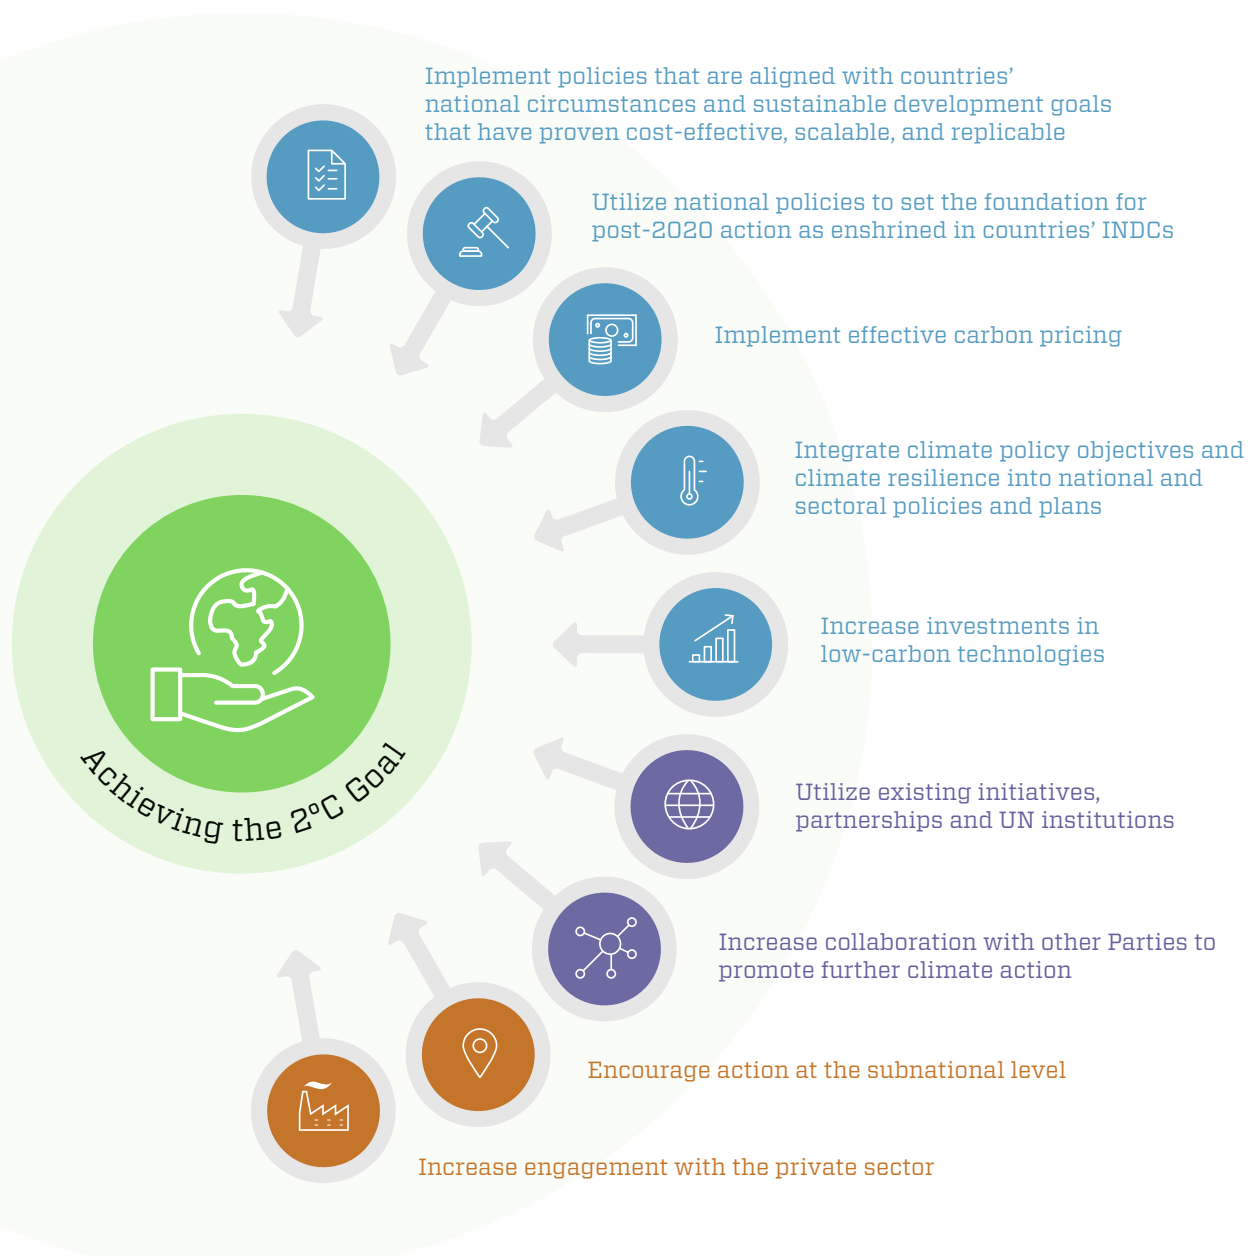 Implement policies that are aligned with countries’
national circumstances and sustainable development goals
that have proven cost-effective, scalable, and replicable
Utilize national policies to set the foundation for
post-2020 action as enshrined in countries’ INDCs
Implement effective carbon pricing
Integrate climate policy objectives and
climate resilience into national and
sectoral policies and plans
Increase investments in
low-carbon technologies
Achieving the 2°C Goal
Utilize existing initiatives,
partnerships and UN institutions
Increase collaboration with other Parties to
promote further climate action
Encourage action at the subnational level
Increase engagement with the private sector